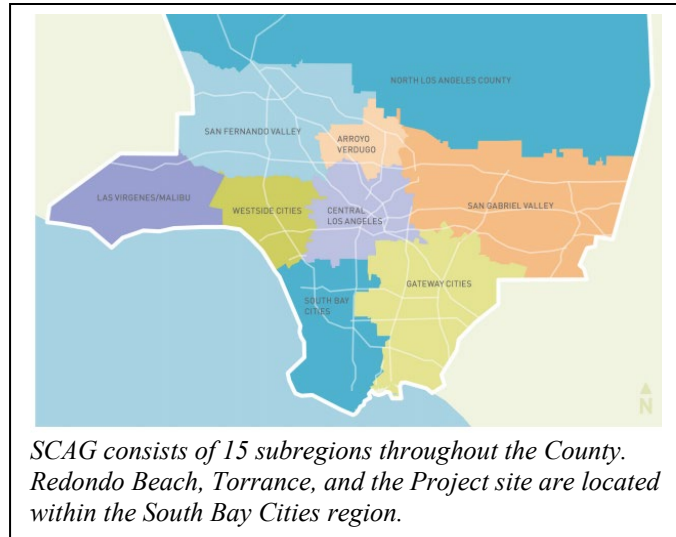 NORTH LOS ANGELES COUNTY
SAN FERNANDO VALLEY
ARROYO
VERDUGO
LAS VIRGENES/MALIBU
WESTSIDE CITIES
CENTRAL
LOS ANGELES
SAN GABRIEL VALLEY
GATEWAY CITIES
SOUTH BAY
CITIES
N
SCAG consists of 15 subregions throughout the County.
Redondo Beach, Torrance, and the Project site are located
within the South Bay Cities region.